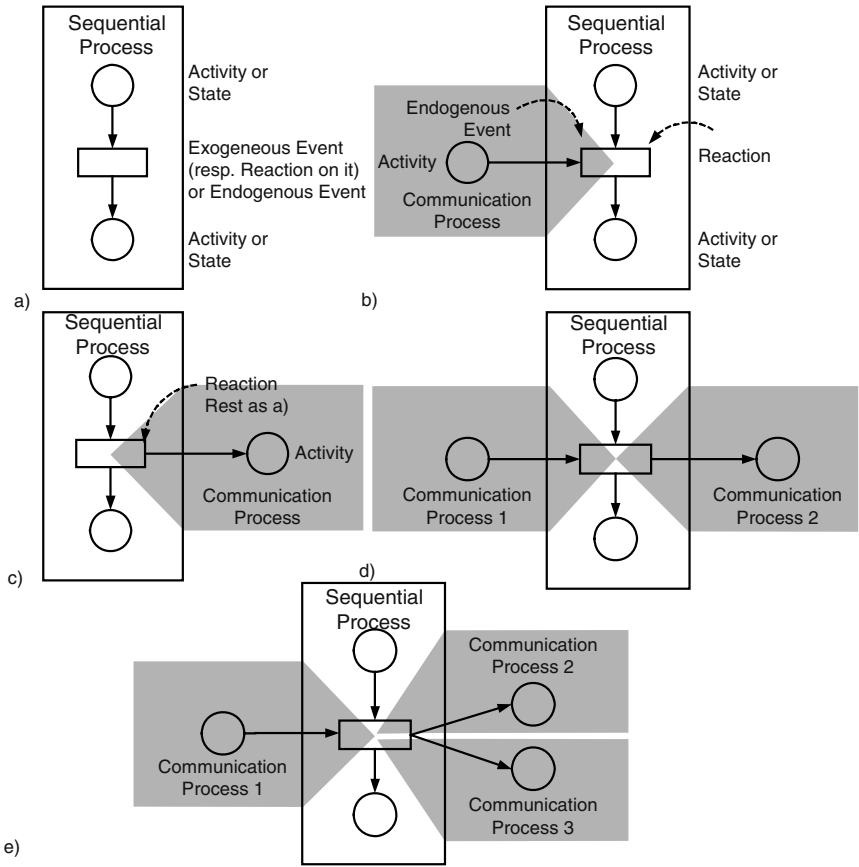 Sequential
Process
Activity or
State
Exogeneous Event
(resp. Reaction on it)
or Endogenous Event
Activity or
State
a)
Sequential
Process
Activity or
State
Endogenous
Event
Activity
Communication
Process
Reaction
Activity or
State
b)
Sequential
Process
Reaction
Rest as a)
Activity
Communication
Process
c)
Sequential
Process
Communication
Process 1
Communication
Process 2
d)
Sequential
Process
Communication
Process 1
Communication
Process 2
Communication
Process 3
e)